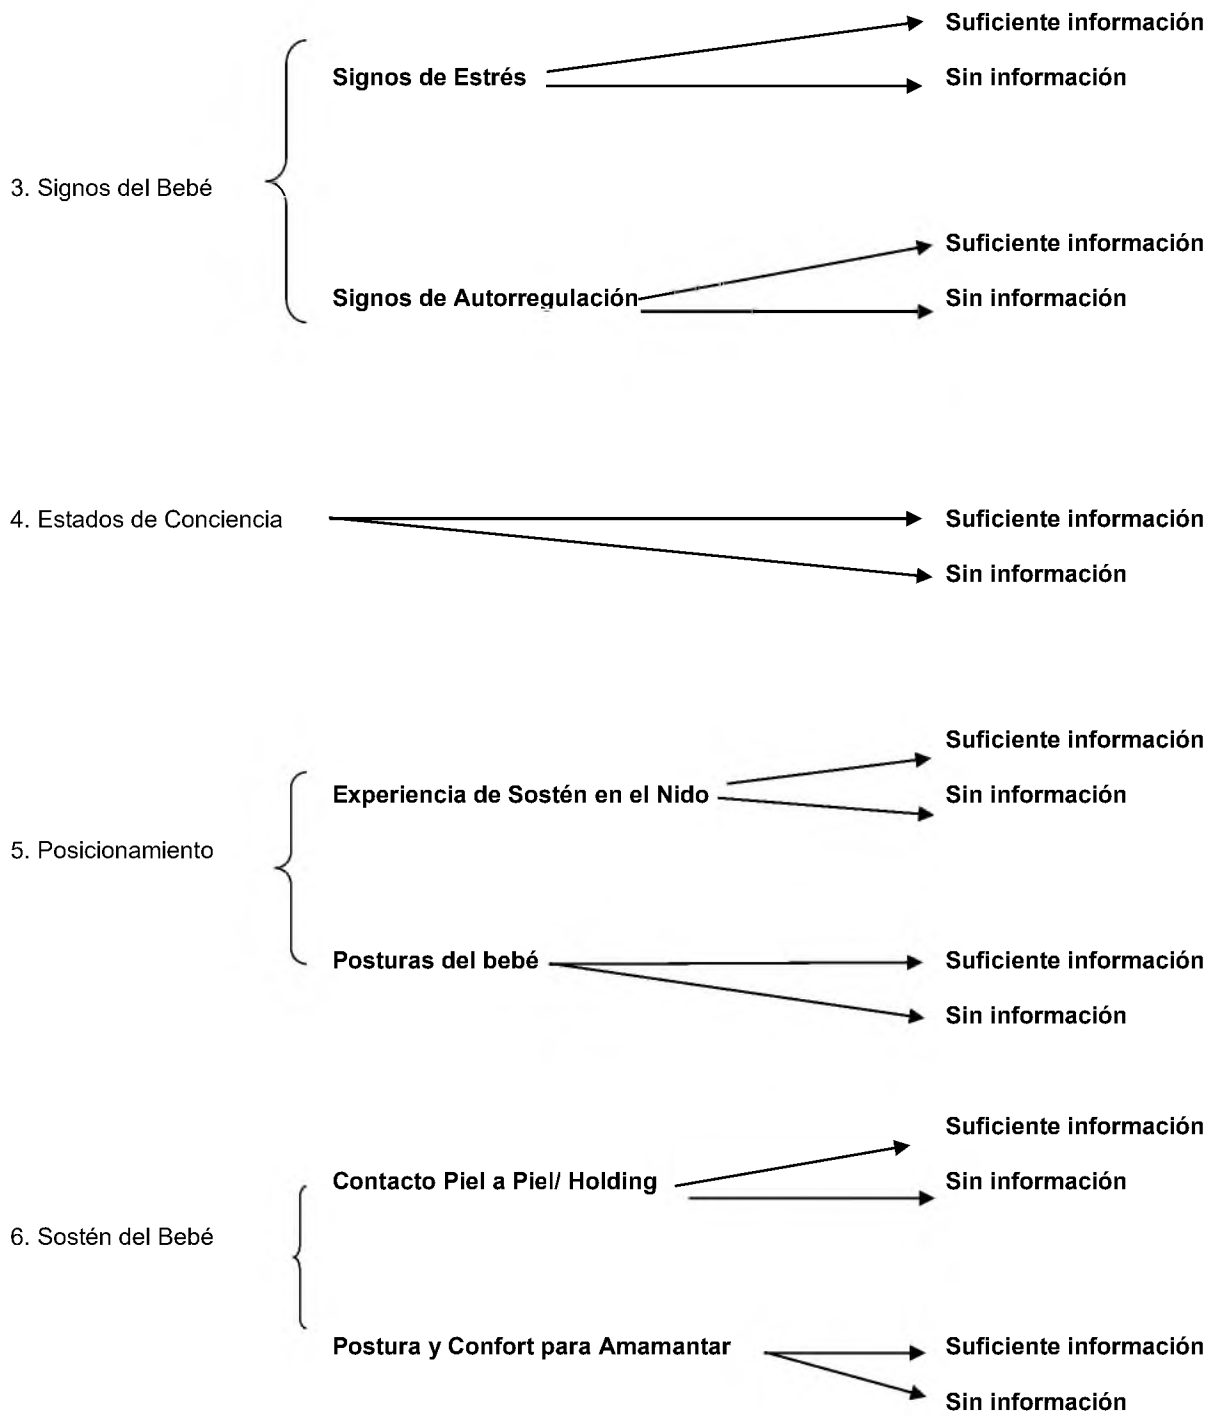 Suficiente información
Signos de Estrés
Sin información
3. Signos del Bebé
Suficiente información
Signos de Autorregulación
Sin información
4. Estados de Conciencia
Suficiente información
Sin información
Suficiente información
Experiencia de Sostén en el Nido
Sin información
5. Posicionamiento
Posturas del bebé
Suficiente información
Sin información
Suficiente información
Contacto Piel a Piel/ Holding
Sin información
6. Sostén del Bebé
Postura y Confort para Amamantar
Suficiente información
Sin información